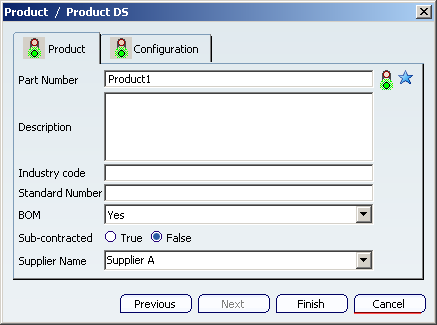 Product / Product DS
Product Configuration
Part Number Product1
Description
Industry code
Standard Number
BOM Yes
Sub-contracted True False
Supplier Name Supplier A
Previous Next Finish Cancel